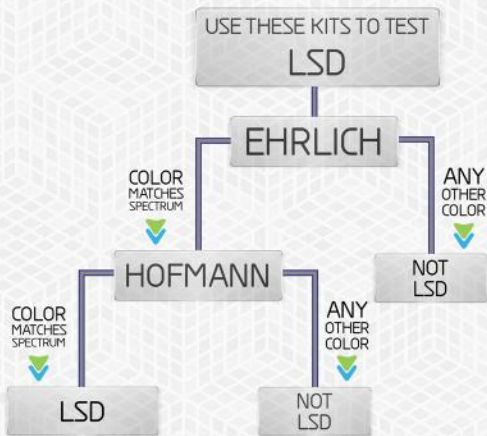 USE THESE KITS TO TEST
LSD
EHRLICH
COLOR
MATCHES
SPECTRUM
ANY
OTHER
COLOR
HOFMANN
NOT
LSD
COLOR
MATCHES
SPECTRUM
ANY
OTHER
COLOR
LSD
NOT
LSD